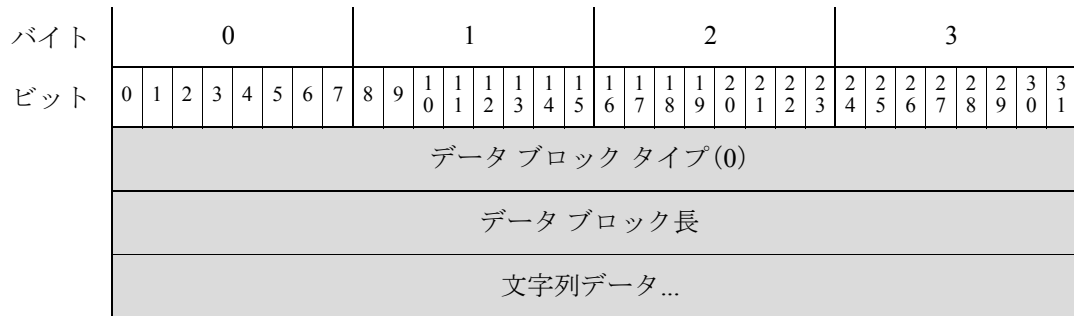 バイト 0 1 2 3
ビット 0 1 2 3 4 5 6 7 8 9 10 11 12 13 14 15 16 17 18 19 20 21 22 23 24 25 26 27 28 29 30 31
データ ブロック タイプ(0)
データ ブロック長
文字列データ...